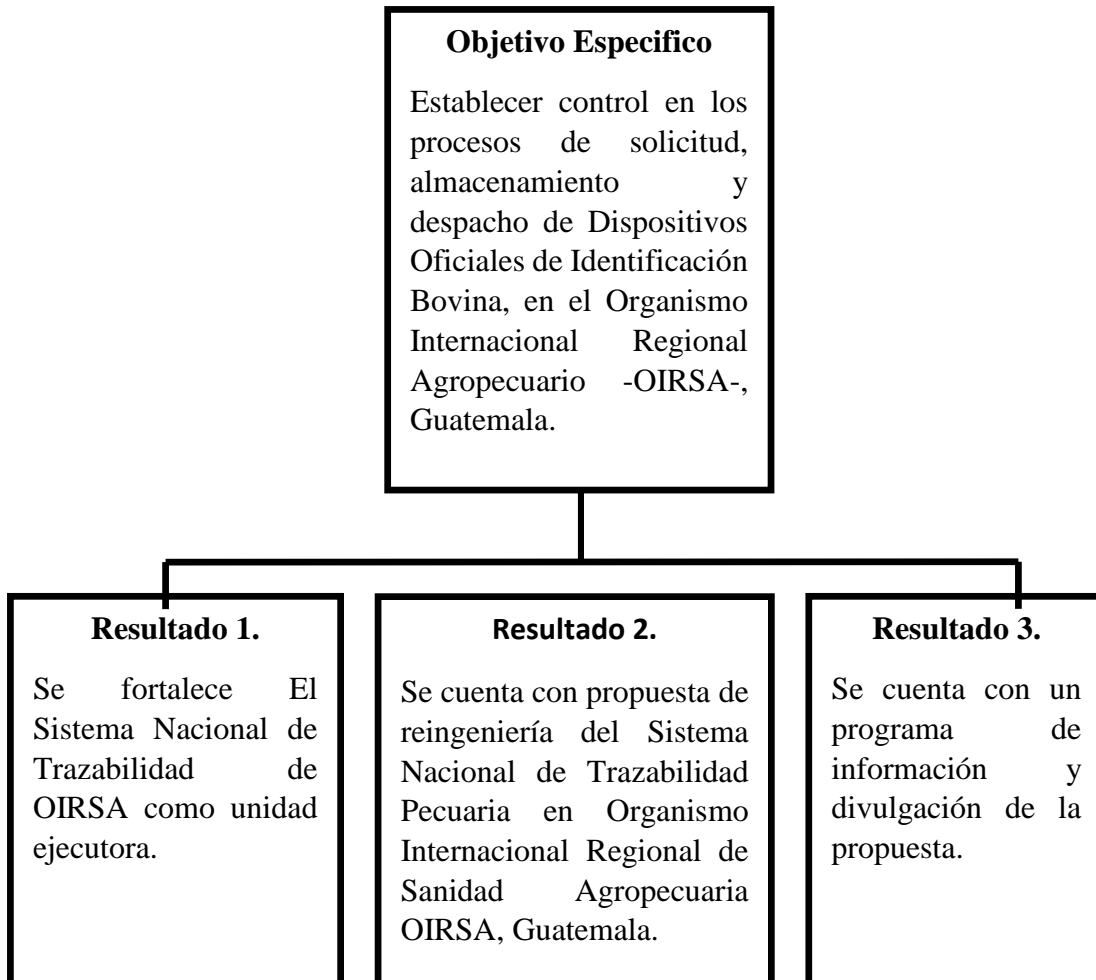 Objetivo Especifico
Establecer control en los
procesos de solicitud,
almacenamiento y
despacho de Dispositivos
Oficiales de Identificación
Bovina, en el Organismo
Internacional Regional
Agropecuario -OIRSA-,
Guatemala.
Resultado 1.
Se fortalece El
Sistema Nacional de
Trazabilidad de
OIRSA como unidad
ejecutora.
Resultado 2.
Se cuenta con propuesta de
reingeniería del Sistema
Nacional de Trazabilidad
Pecuaria en Organismo
Internacional Regional de
Sanidad Agropecuaria
OIRSA, Guatemala.
Resultado 3.
Se cuenta con un
programa de
información y
divulgación de la
propuesta.